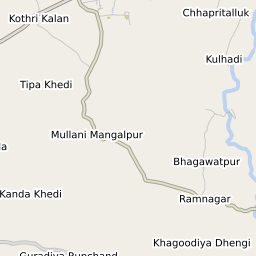 Chhapritalluk
Kothri Kalan
Kulhadi
Tipa Khedi
Mullani Mangalpur
Bhagawatpur
Kanda Khedi
Ramnagar
Khagoodiya Dhengi